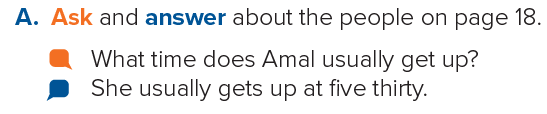 A. Ask and answer about the people on page 18.
What time does Amal usually get up?
She usually gets up at five thirty.